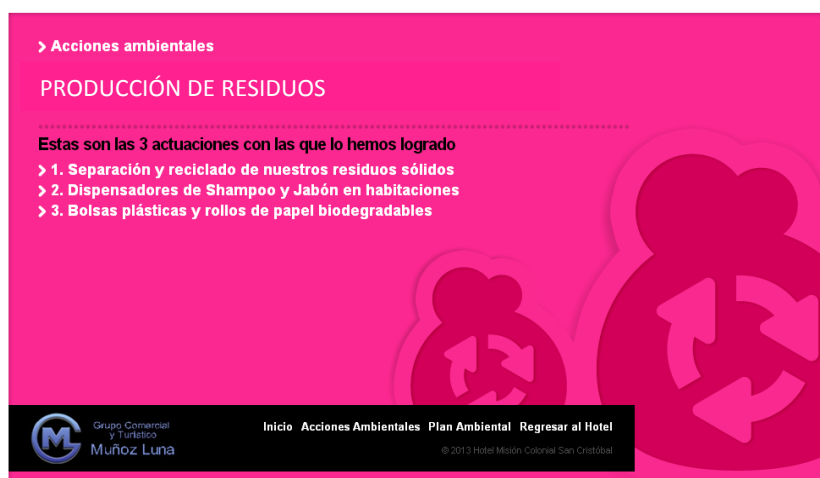 Acciones ambientales
PRODUCCIÓN DE RESIDUOS
Estas son las 3 actuaciones con las que lo hemos logrado
1. Separación y reciclado de nuestros residuos sólidos
2. Dispensadores de Shampoo y Jabón en habitaciones
3. Bolsas plásticas y rollos de papel biodegradables
Grupo Comercial
y Turístico
Muñoz Luna
Inicio Acciones Ambientales Plan Ambiental Regresar al Hotel
© 2013 Hotel Misión Colonial San Cristóbal